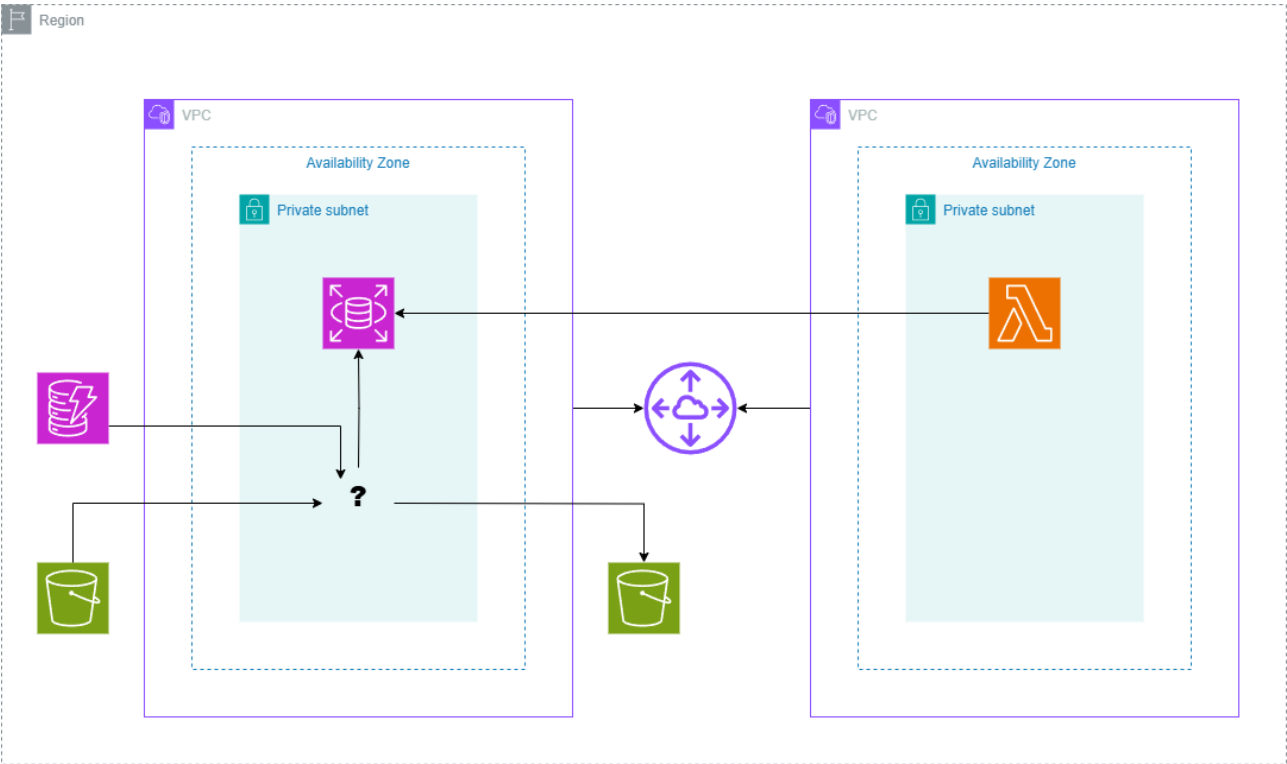 Region
VPC
VPC
Availability Zone
Availability Zone
Private subnet
Private subnet
?